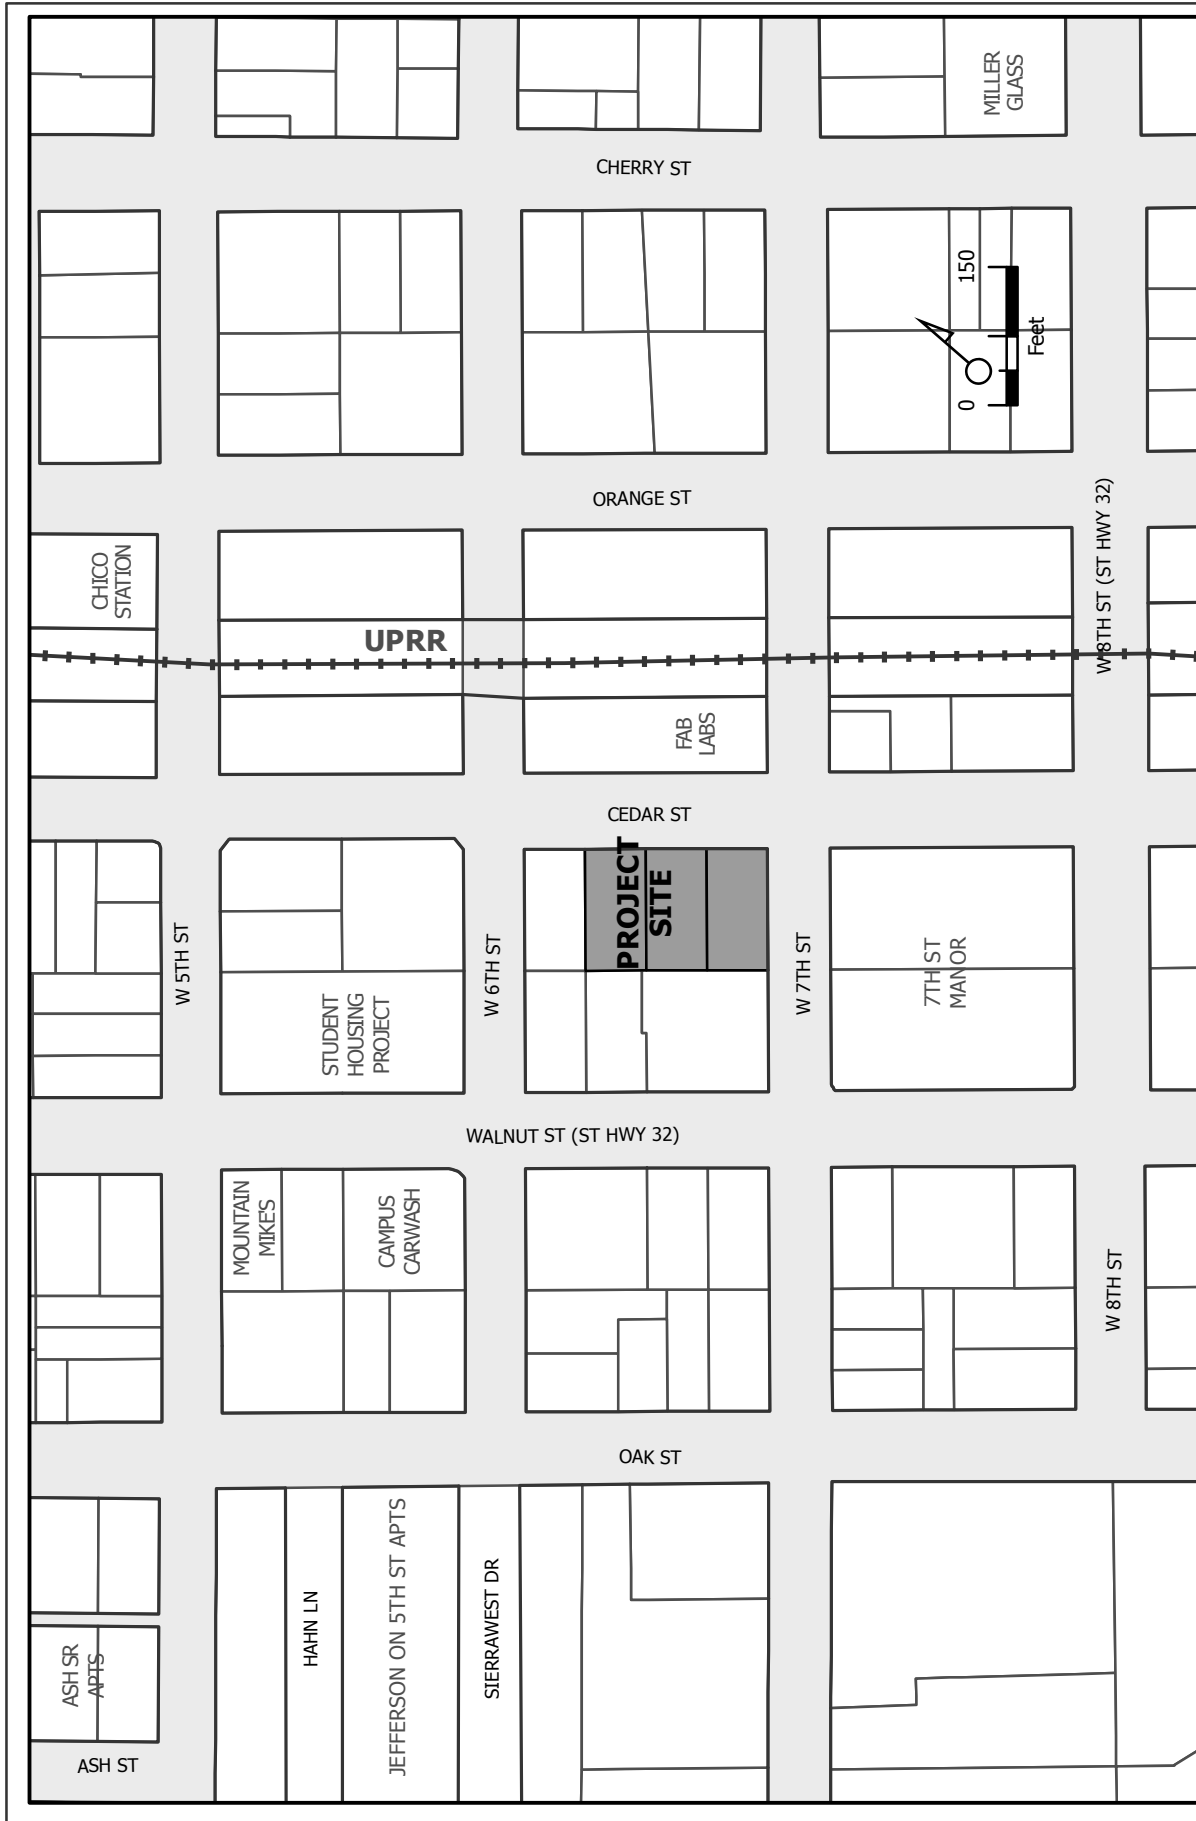 MILLER
GLASS
CHERRY ST
150
0
Feet
ORANGE ST
W 8TH ST (ST HWY 32)
CHICO
STATION
UPRR
FAB
LABS
CEDAR ST
PROJECT
SITE
W 5TH ST
W 6TH ST
W 7TH ST
7TH ST
MANOR
STUDENT
HOUSING
PROJECT
WALNUT ST (ST HWY 32)
MOUNTAIN
MIKE'S
CAMPUS
CARWASH
W 8TH ST
OAK ST
JEFFERSON ON 5TH ST APTS
HAHN LN
SIERRAWEST DR
ASH SR
APTS
ASH ST